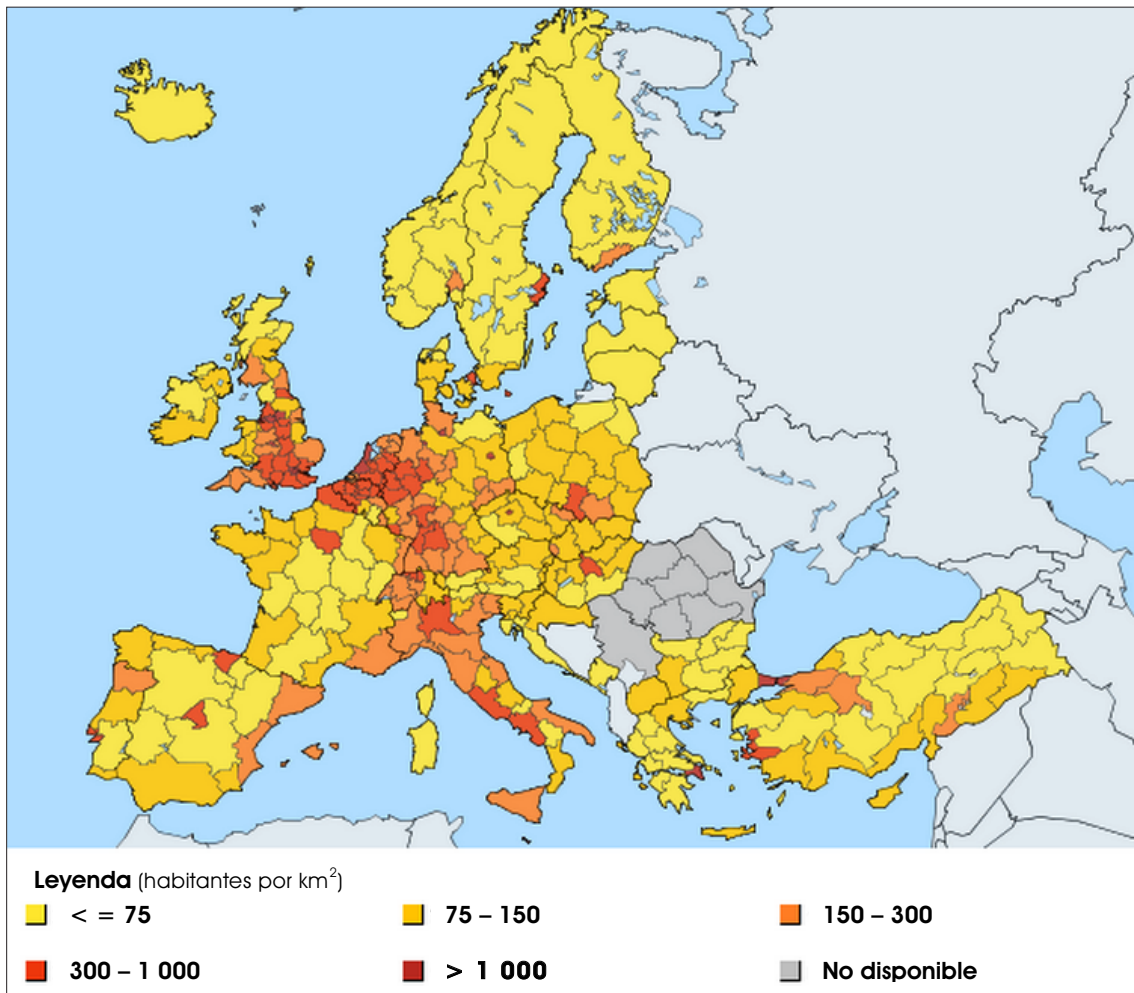 Leyenda (habitantes por km²)
< = 75
75 – 150
150 – 300
300 – 1 000
> 1 000
No disponible